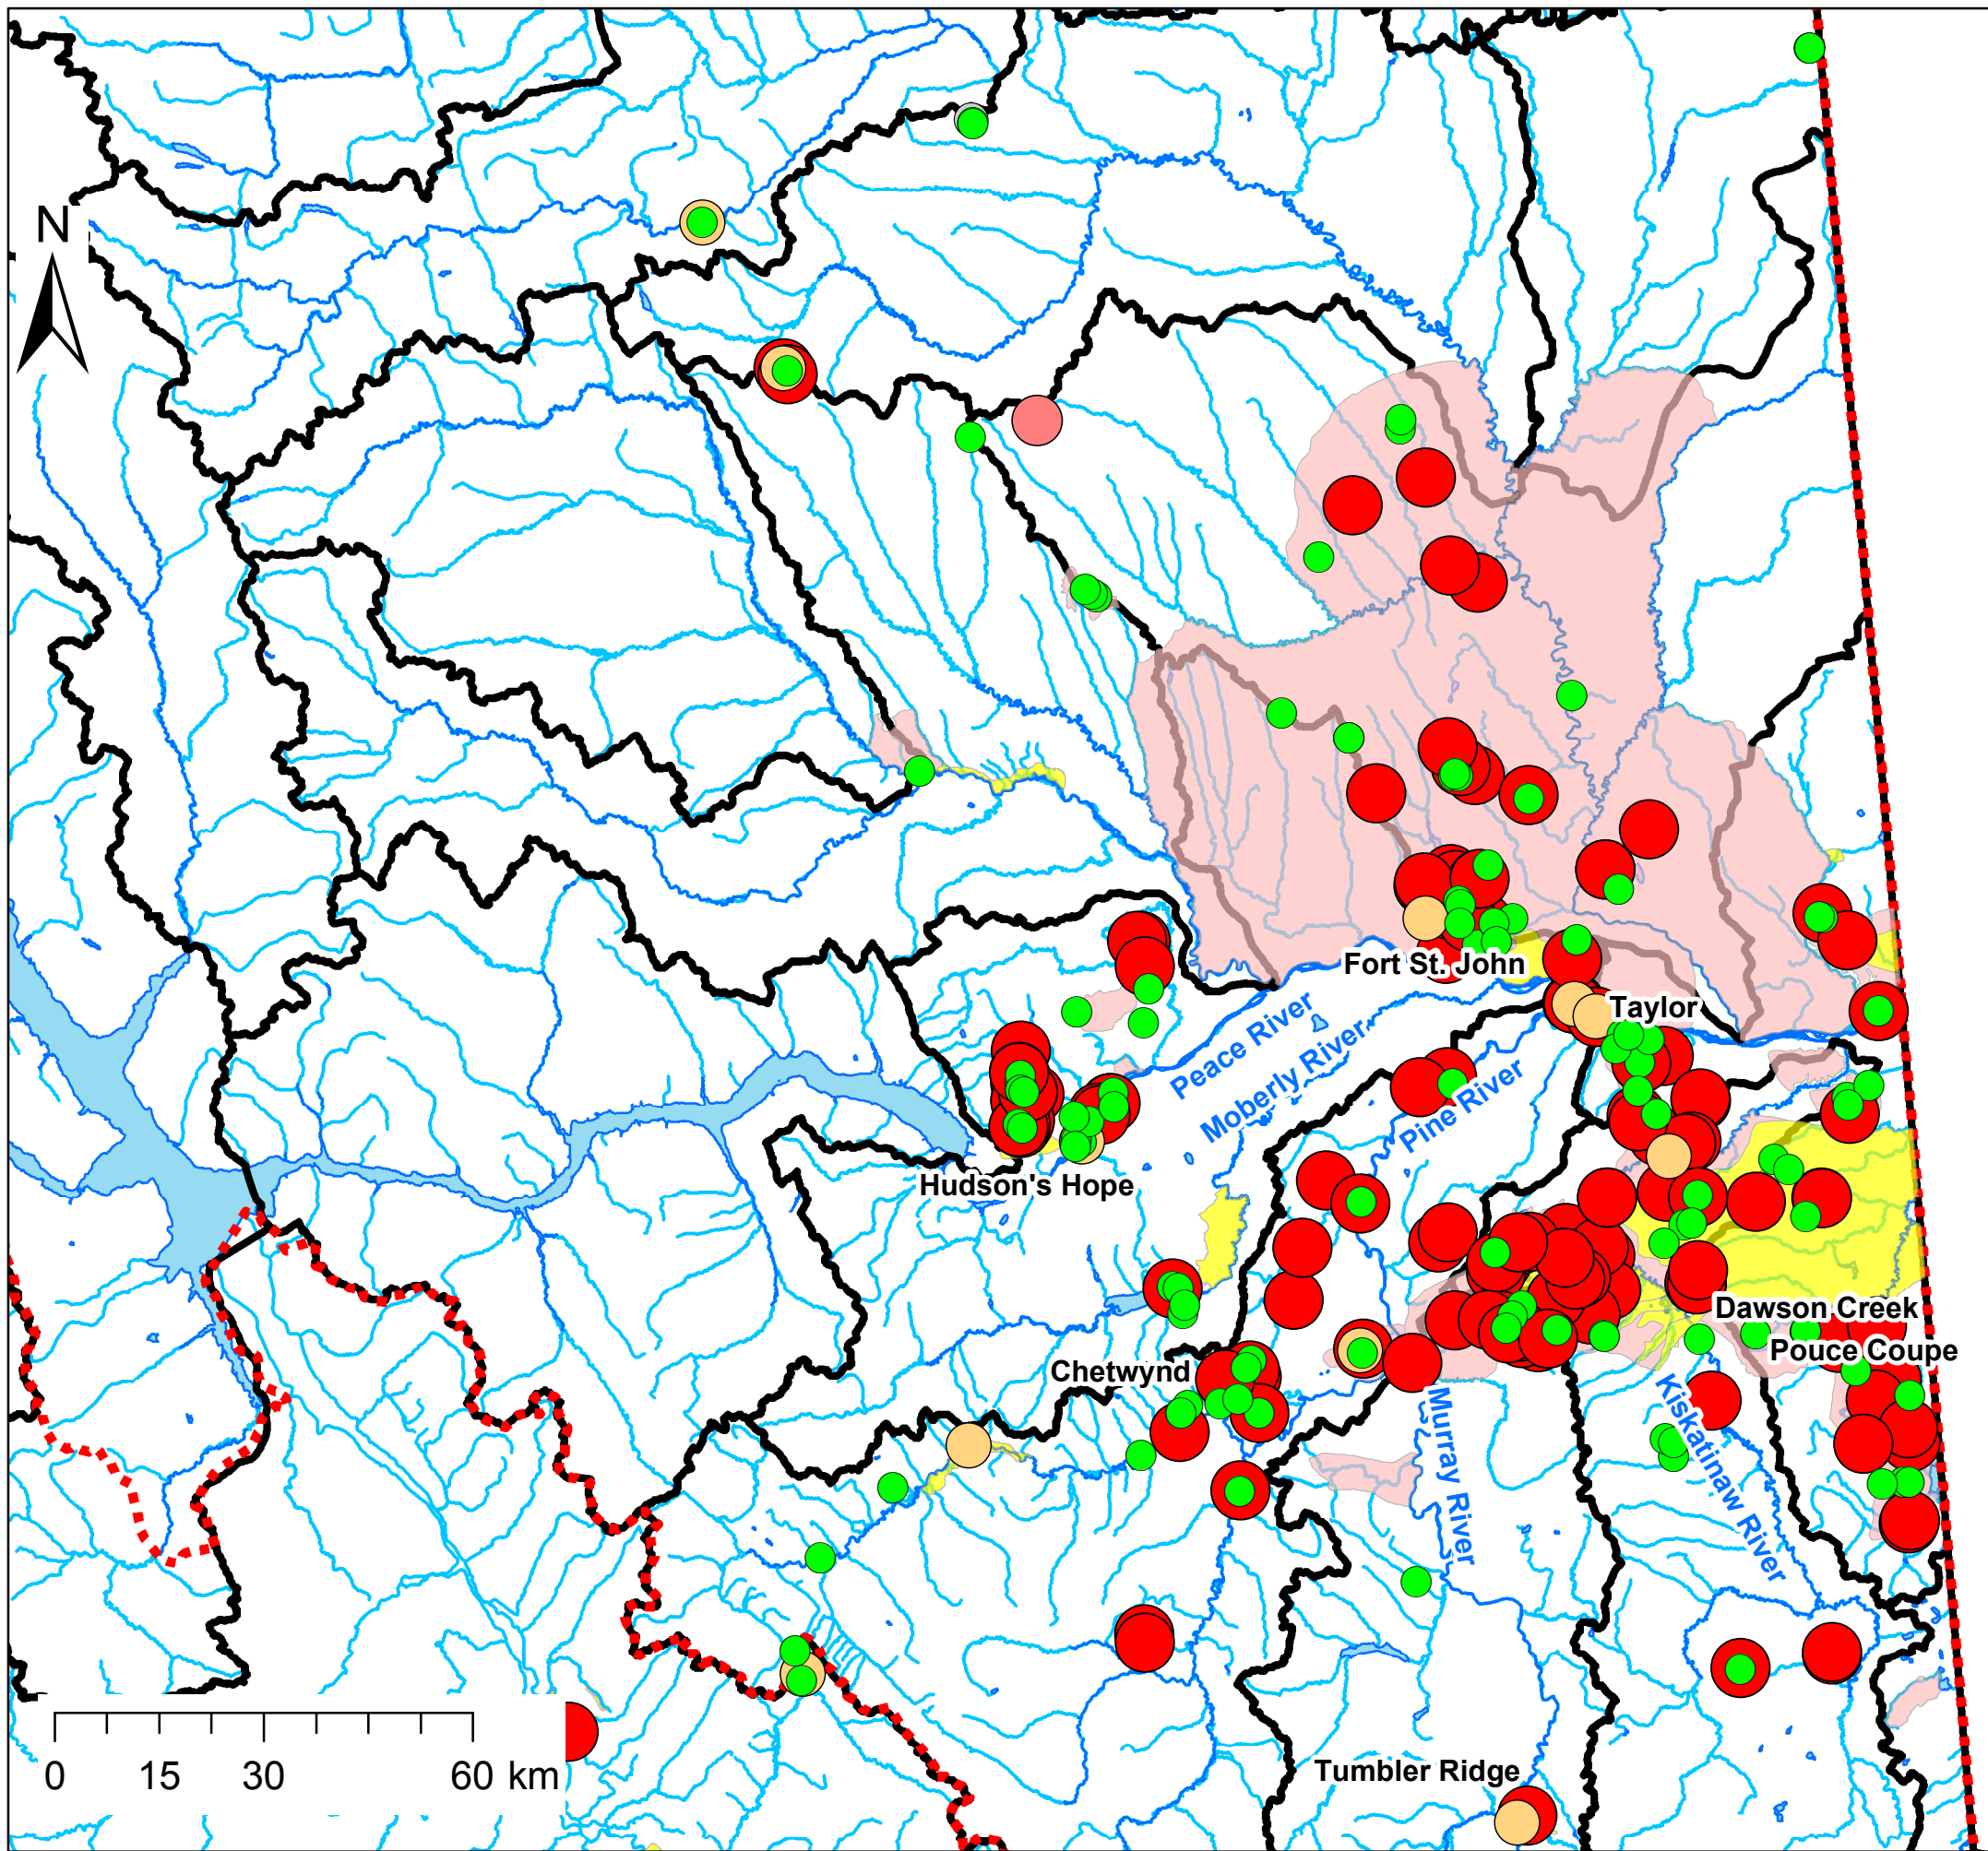 N
Fort St. John
Taylor
Peace River
Moberly River
Pine River
Hudson's Hope
Dawson Creek
Pouce Coupe
Chetwynd
Murray River
Kiskatinaw River
Tumbler Ridge
0 15 30 60 km